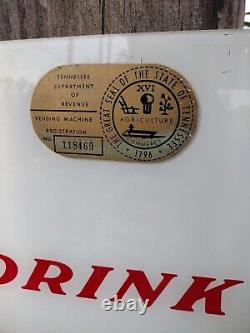 TENNESSEE
DEPARTMENT
OF
REVENUE
VENDING MACHINE
REGISTRATION
NO. 118469
THE GREAT SEAL OF THE STATE OF TENNESSEE
XVI
AGRICULTURE
COMMERCE
1796
DRINK
ebay